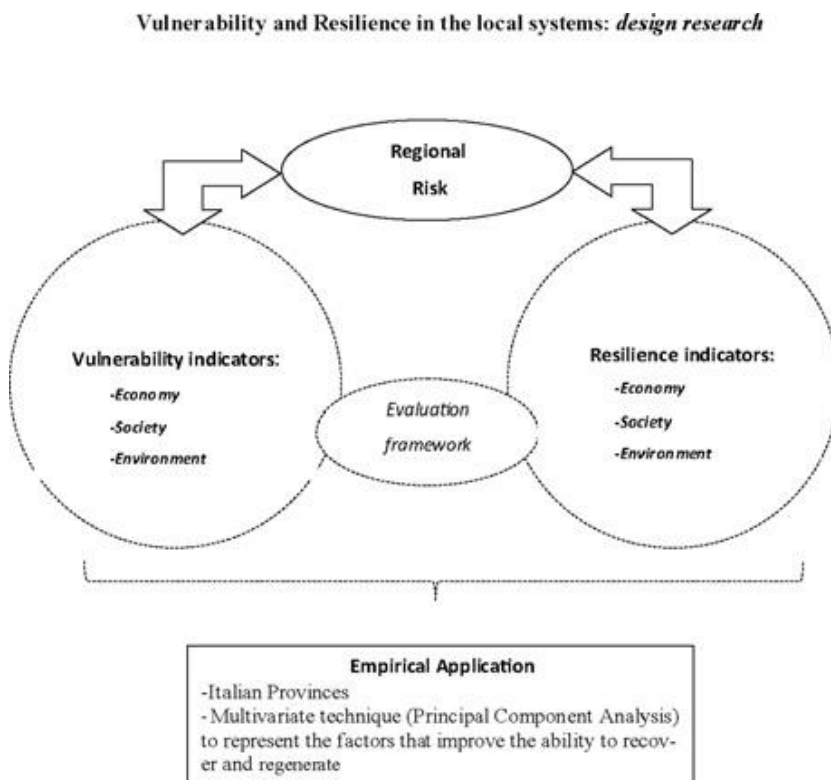 Vulnerability and Resilience in the local systems: design research
Regional
Risk
Vulnerability indicators:
-Economy
-Society
-Environment
Evaluation
framework
Resilience indicators:
-Economy
-Society
-Environment
Empirical Application
-Italian Provinces
- Multivariate technique (Principal Component Analysis)
to represent the factors that improve the ability to recov-
er and regenerate